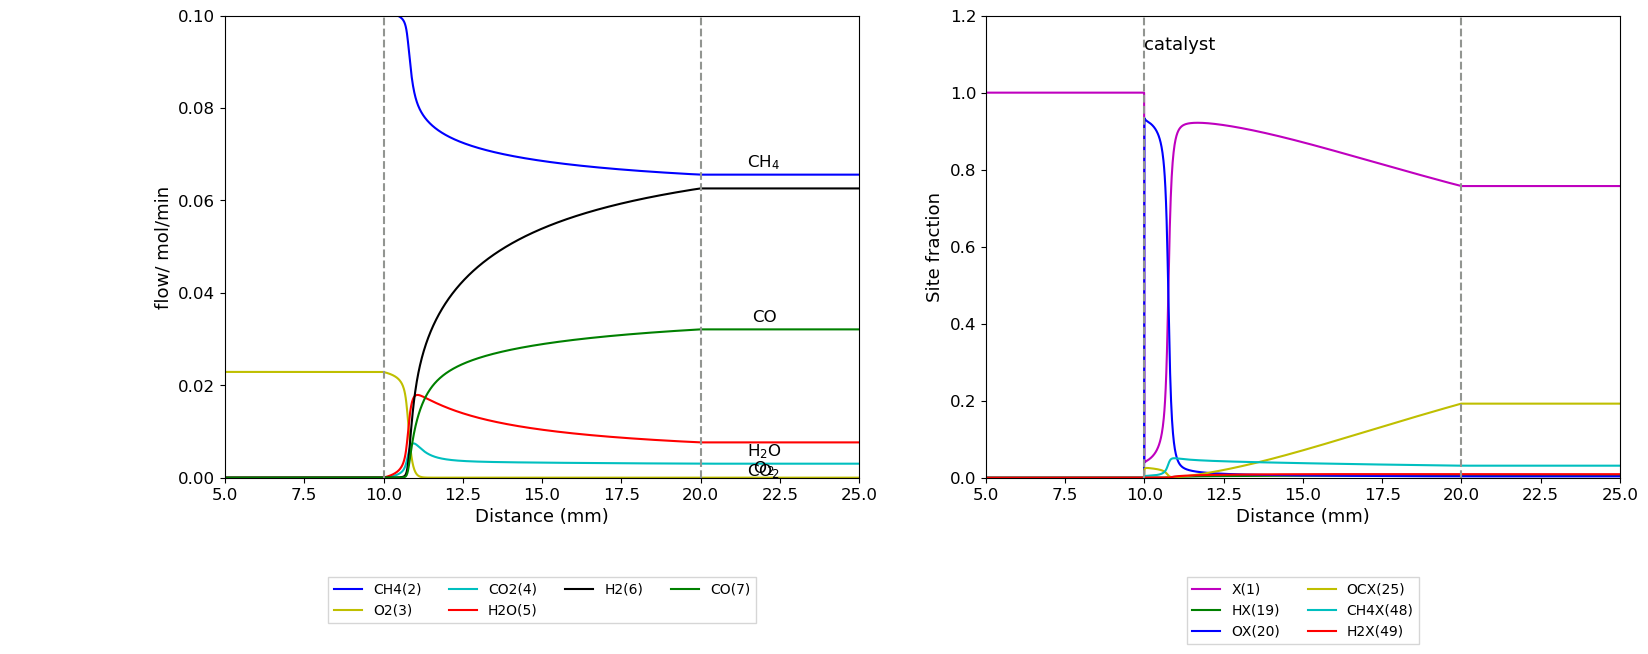 0.10
0.08
0.06
0.04
0.02
0.00
flow/ mol/min
CH₄
CO
H₂O
O₂
CO₂
5.0 7.5 10.0 12.5 15.0 17.5 20.0 22.5 25.0
Distance (mm)
CH4(2) CO2(4) H2(6) CO(7)
O2(3) H2O(5)
1.2
1.0
0.8
0.6
0.4
0.2
0.0
Site fraction
catalyst
5.0 7.5 10.0 12.5 15.0 17.5 20.0 22.5 25.0
Distance (mm)
X(1) OCX(25)
HX(19) CH4X(48)
OX(20) H2X(49)